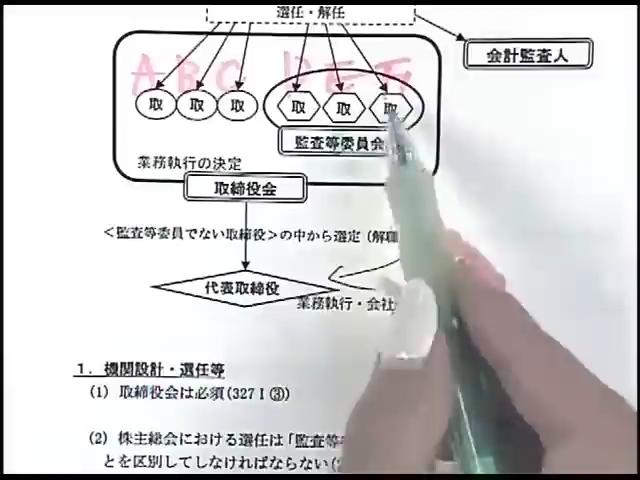 選任・解任
会計監査人
A B C D E F
取 取 取 取 取 取
監査等委員会
業務執行の決定
取締役会
<監査等委員でない取締役>の中から選定(解職
代表取締役
業務執行・会社
1.機関設計・選任等
(1) 取締役会は必須(327Ⅰ③)
(2) 株主総会における選任は「監査等
とを区別してしなければならない(